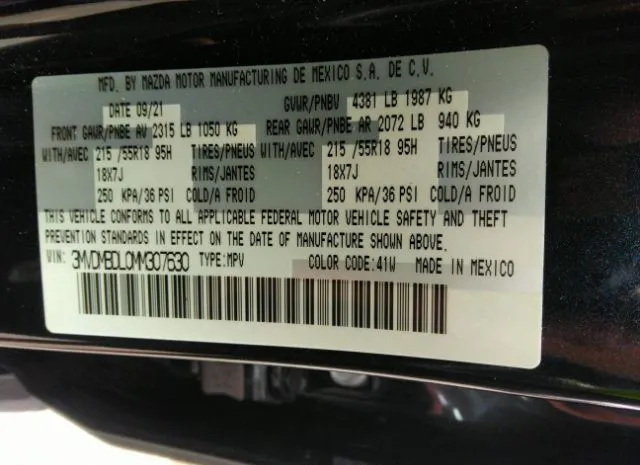 MFD. BY MAZDA MOTOR MANUFACTURING DE MEXICO S.A. DE C.V.
DATE 09/21 GVWR/PNBV 4381 LB 1987 KG
FRONT GAWR/PNBE AV 2315 LB 1050 KG REAR GAWR/PNBE AR 2072 LB 940 KG
WITH/AVEC 215 /55R18 95H TIRES/PNEUS WITH/AVEC 215 /55R18 95H TIRES/PNEUS
18X7J RIMS/JANTES 18X7J RIMS/JANTES
250 KPA/36 PSI COLD/A FROID 250 KPA/36 PSI COLD/A FROID
THIS VEHICLE CONFORMS TO ALL APPLICABLE FEDERAL MOTOR VEHICLE SAFETY AND THEFT
PREVENTION STANDARDS IN EFFECT ON THE DATE OF MANUFACTURE SHOWN ABOVE.
VIN: 3MVDMBDL0MM307630 TYPE:MPV COLOR CODE:41W MADE IN MEXICO